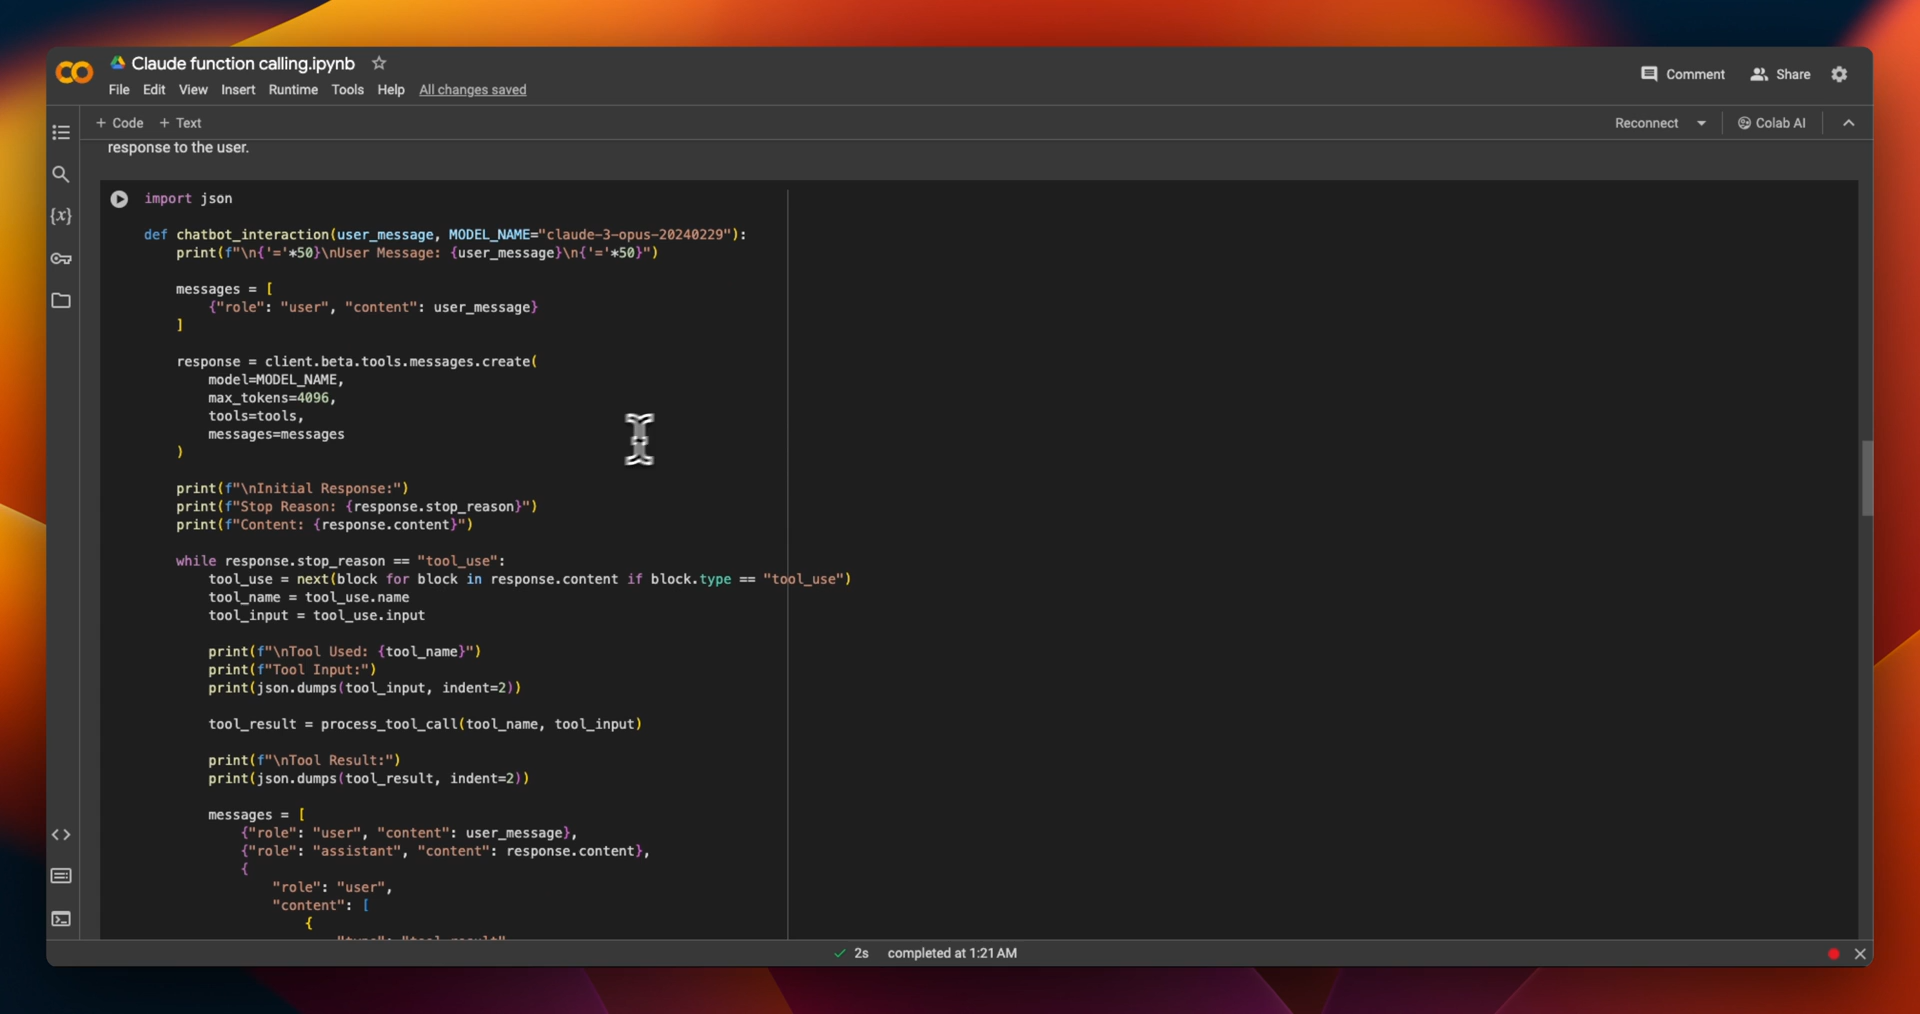 Claude function calling.ipynb
File Edit View Insert Runtime Tools Help All changes saved
Comment
Share
+ Code + Text
Reconnect
Colab AI
response to the user.
import json
def chatbot_interaction(user_message, MODEL_NAME="claude-3-opus-20240229"):
print(f"\n{'='*50}\nUser Message: {user_message}\n{'='*50}")
messages = [
{"role": "user", "content": user_message}
]
response = client.beta.tools.messages.create(
model=MODEL_NAME,
max_tokens=4096,
tools=tools,
messages=messages
)
print(f"\nInitial Response:")
print(f"Stop Reason: {response.stop_reason}")
print(f"Content: {response.content}")
while response.stop_reason == "tool_use":
tool_use = next(block for block in response.content if block.type == "tool_use")
tool_name = tool_use.name
tool_input = tool_use.input
print(f"\nTool Used: {tool_name}")
print(f"Tool Input:")
print(json.dumps(tool_input, indent=2))
tool_result = process_tool_call(tool_name, tool_input)
print(f"\nTool Result:")
print(json.dumps(tool_result, indent=2))
messages = [
{"role": "user", "content": user_message},
{"role": "assistant", "content": response.content},
{
"role": "user",
"content": [
{
"type": "tool_result"
2s completed at 1:21 AM